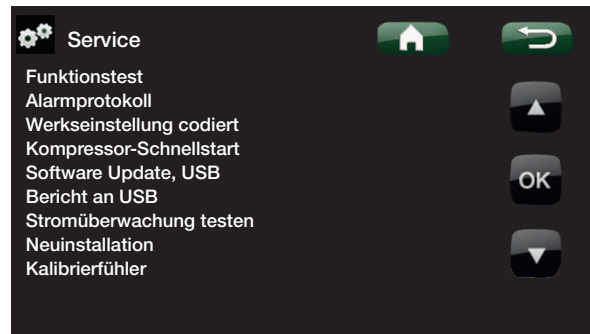 Service
Funktionstest
Alarmprotokoll
Werkseinstellung codiert
Kompressor-Schnellstart
Software Update, USB
OK
Bericht an USB
Stromüberwachung testen
Neuinstallation
Kalibrierfühler